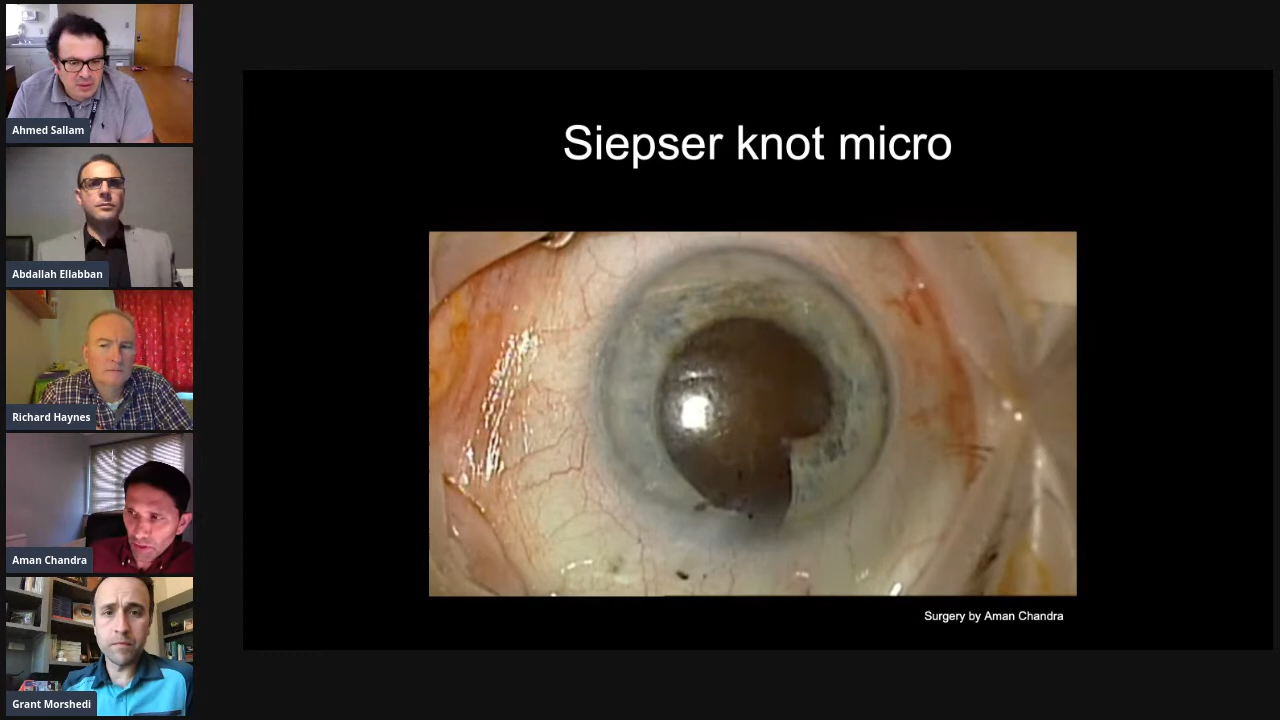 Ahmed Sallam
Abdallah Ellabban
Richard Haynes
Aman Chandra
Grant Morshedi
Siepser knot micro
Surgery by Aman Chandra